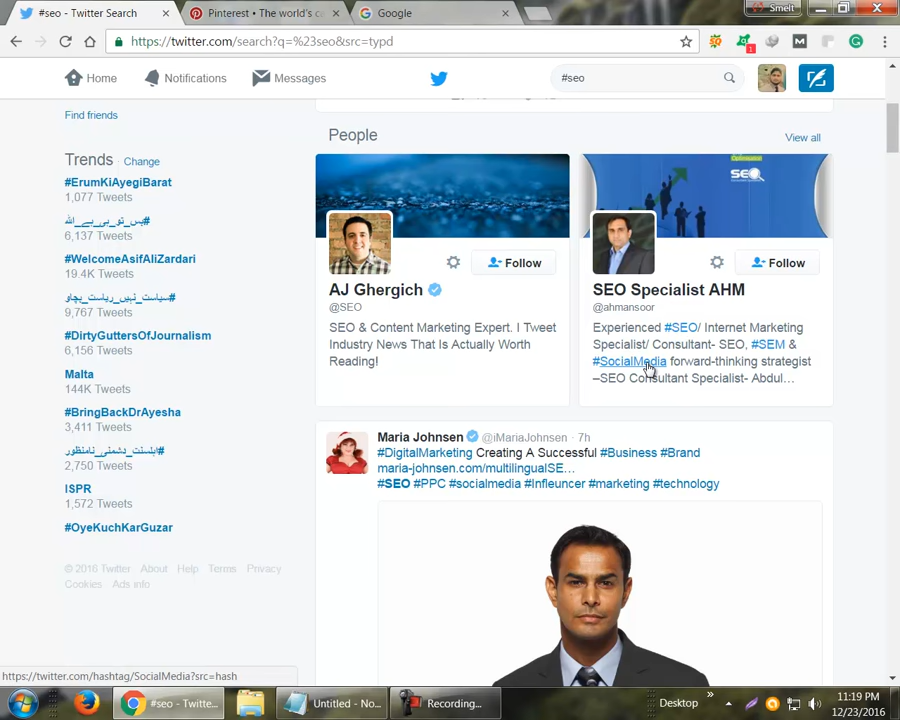 #seo - Twitter Search
Pinterest • The world's ca
Google
Smelt
https://twitter.com/search?q=%23seo&src=typd
1
M
Home
Notifications
Messages
#seo
Find friends
Trends · Change
#ErumKiAyegiBarat
1,077 Tweets
6,137 Tweets
#WelcomeAsifAliZardari
19.4K Tweets
#سیاست_نہیں_ریاست_بچاو
9,767 Tweets
#DirtyGuttersOfJournalism
6,156 Tweets
Malta
144K Tweets
#BringBackDrAyesha
3,411 Tweets
#اہلسنت_دشمنی_نامنظور
2,750 Tweets
ISPR
1,572 Tweets
#OyeKuchKarGuzar
© 2016 Twitter About Help Terms Privacy
Cookies Ads info
People
View all
Follow
AJ Ghergich
@SEO
SEO & Content Marketing Expert. I Tweet
Industry News That Is Actually Worth
Reading!
SEO
Follow
SEO Specialist AHM
@ahmansoor
Experienced #SEO/ Internet Marketing
Specialist/ Consultant- SEO, #SEM &
#SocialMedia forward-thinking strategist
–SEO Consultant Specialist- Abdul…
Maria Johnsen @iMariaJohnsen · 7h
#DigitalMarketing Creating A Successful #Business #Brand
maria-johnsen.com/multilingualSE…
#SEO #PPC #socialmedia #Infleuncer #marketing #technology
https://twitter.com/hashtag/SocialMedia?src=hash
#seo - Twitte...
Untitled - No...
Recording...
Desktop
11:19 PM
12/23/2016